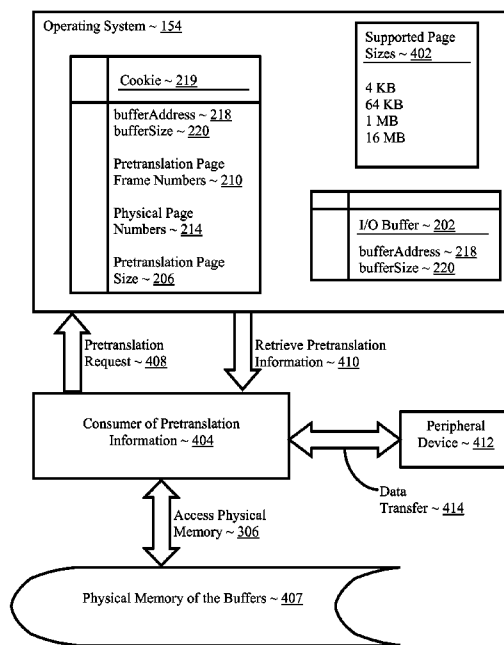 Operating System ~ 154
Cookie ~ 219
bufferAddress ~ 218
bufferSize ~ 220
Pretranslation Page
Frame Numbers ~ 210
Physical Page
Numbers ~ 214
Pretranslation Page
Size ~ 206
Supported Page
Sizes ~ 402
4 KB
64 KB
1 MB
16 MB
I/O Buffer ~ 202
bufferAddress ~ 218
bufferSize ~ 220
Pretranslation
Request ~ 408
Retrieve Pretranslation
Information ~ 410
Consumer of Pretranslation
Information ~ 404
Peripheral
Device ~ 412
Data
Transfer ~ 414
Access Physical
Memory ~ 306
Physical Memory of the Buffers ~ 407